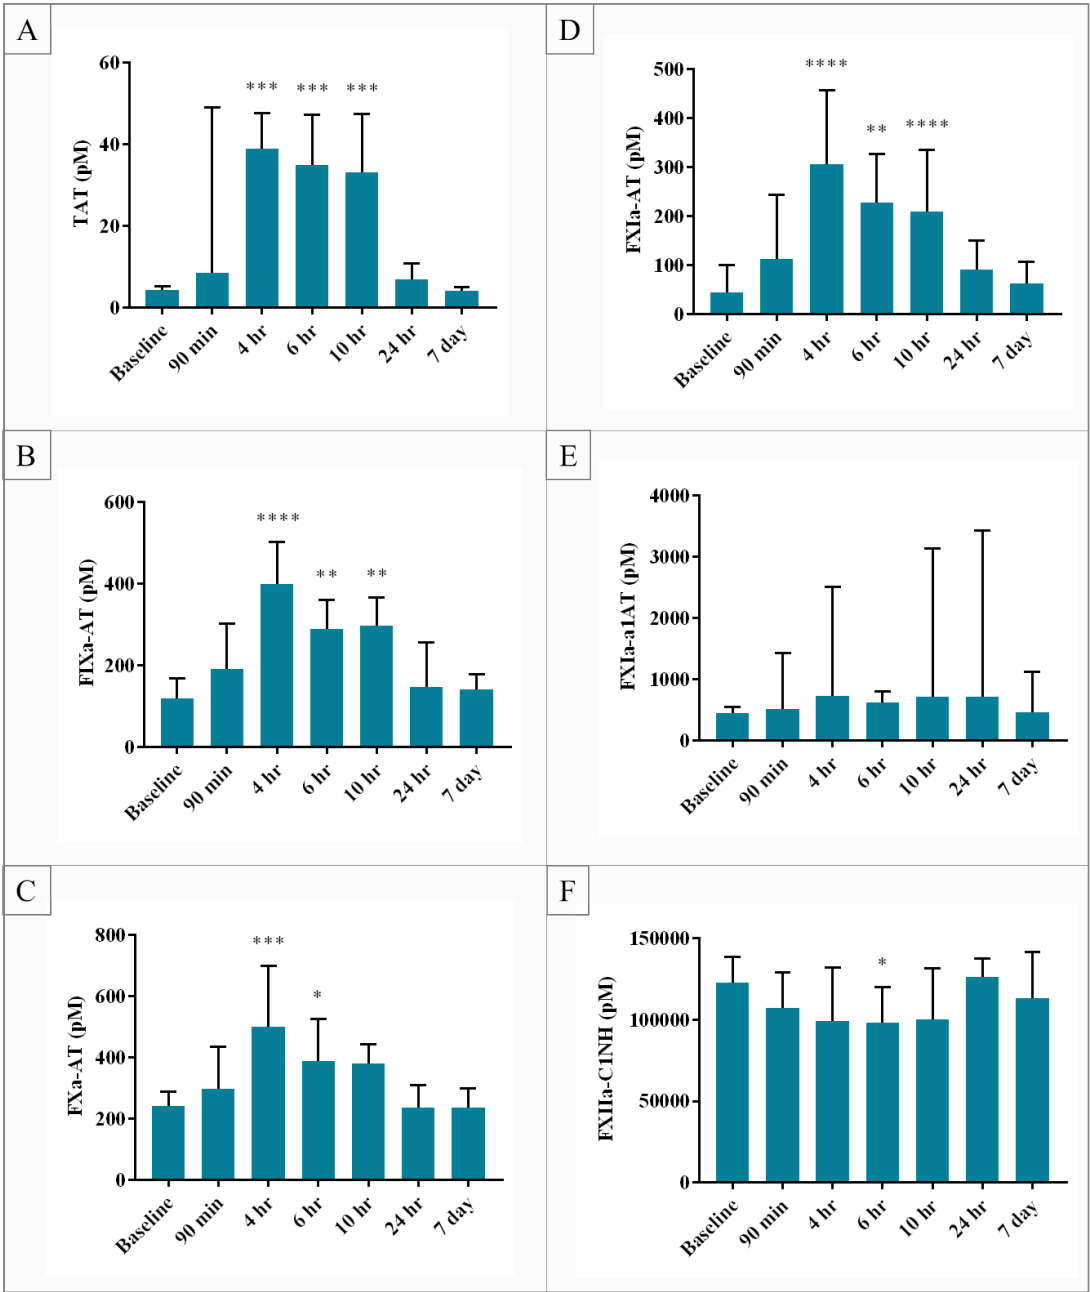 A
TAT (pM)
60
40
20
0
*** *** ***
Baseline 90 min 4 hr 6 hr 10 hr 24 hr 7 day
B
FIXa-AT (pM)
600
400
200
0
**** ** **
Baseline 90 min 4 hr 6 hr 10 hr 24 hr 7 day
C
FXa-AT (pM)
800
600
400
200
0
*** *
Baseline 90 min 4 hr 6 hr 10 hr 24 hr 7 day
D
FXIa-AT (pM)
500
400
300
200
100
0
**** ** ****
Baseline 90 min 4 hr 6 hr 10 hr 24 hr 7 day
E
FXIa-a1AT (pM)
4000
3000
2000
1000
0
Baseline 90 min 4 hr 6 hr 10 hr 24 hr 7 day
F
FXIIa-C1NH (pM)
150000
100000
50000
0
*
Baseline 90 min 4 hr 6 hr 10 hr 24 hr 7 day